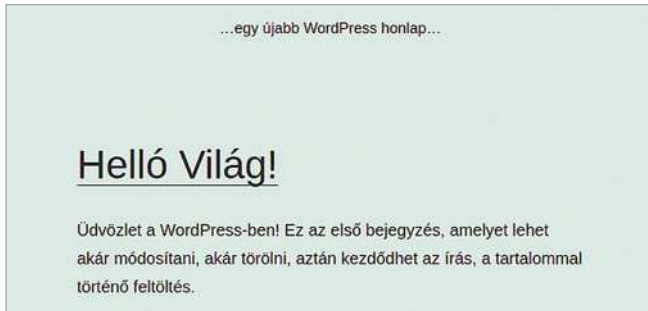 …egy újabb WordPress honlap…
Helló Világ!
Üdvözlet a WordPress-ben! Ez az első bejegyzés, amelyet lehet
akár módosítani, akár törölni, aztán kezdődhet az írás, a tartalommal
történő feltöltés.